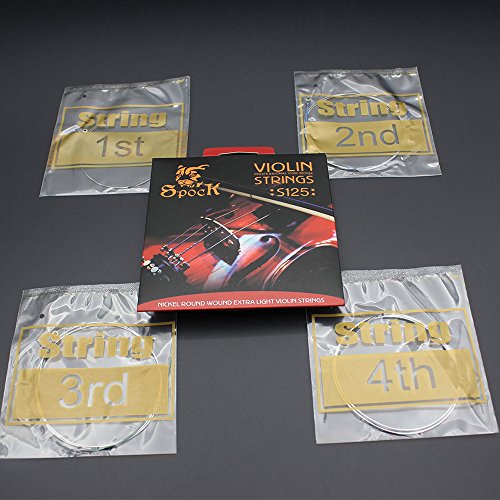 String
1st
String
2nd
Spock
VIOLIN
STRINGS
:S125:
NICKEL ROUND WOUND EXTRA LIGHT VIOLIN STRINGS
String
3rd
String
4th